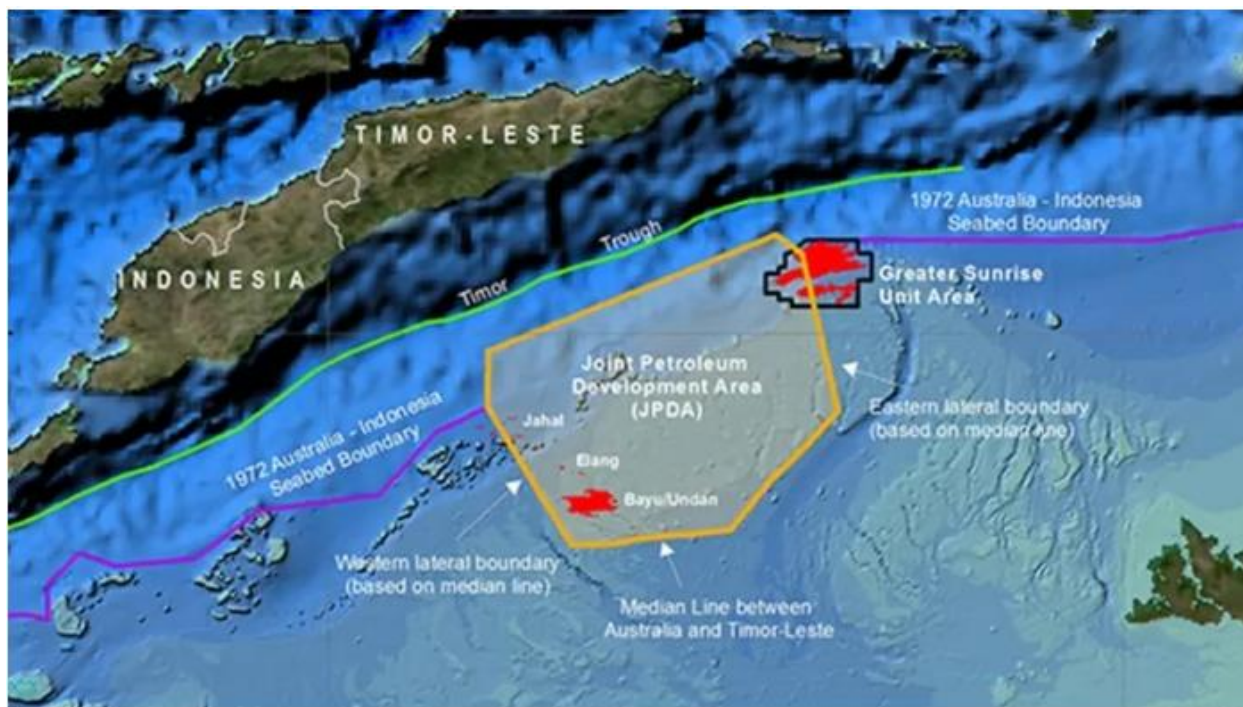 TIMOR-LESTE
INDONESIA
Timor
Trough
1972 Australia - Indonesia
Seabed Boundary
Greater Sunrise
Unit Area
Joint Petroleum
Development Area
(JPDA)
1972 Australia - Indonesia
Seabed Boundary
Jahal
Elang
Bayu/Undan
Eastern lateral boundary
(based on median line)
Western lateral boundary
(based on median line)
Median Line between
Australia and Timor-Leste